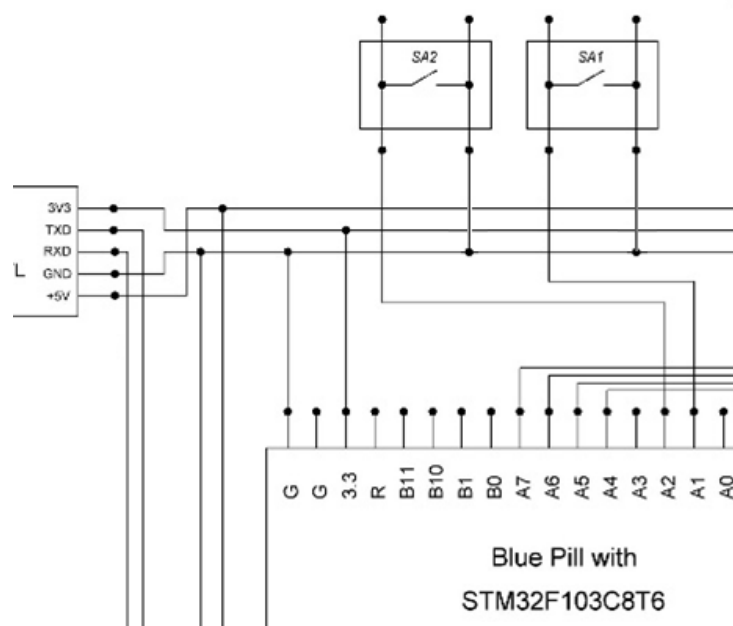 SA2
SA1
3V3
TXD
RXD
GND
+5V
L
G
G
3.3
R
B11
B10
B1
B0
A7
A6
A5
A4
A3
A2
A1
A0
Blue Pill with
STM32F103C8T6